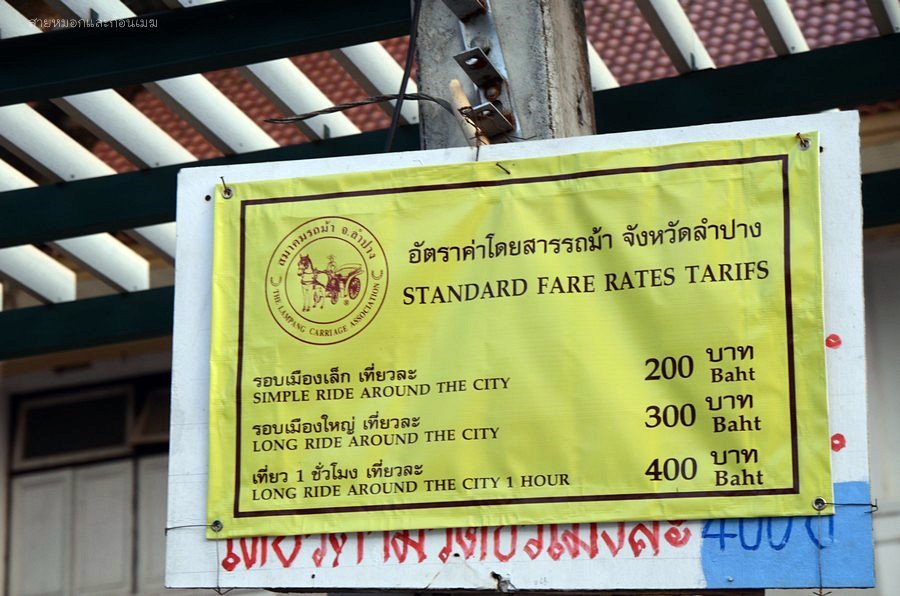 สายหมอกและก้อนเมฆ
สมาคมรถม้า จ.ลำปาง
THE LAMPANG CARRIAGE ASSOCIATION
อัตราค่าโดยสารรถม้า จังหวัดลำปาง
STANDARD FARE RATES TARIFS
รอบเมืองเล็ก เที่ยวละ 200 บาท
SIMPLE RIDE AROUND THE CITY Baht
รอบเมืองใหญ่ เที่ยวละ 300 บาท
LONG RIDE AROUND THE CITY Baht
เที่ยว 1 ชั่วโมง เที่ยวละ 400 บาท
LONG RIDE AROUND THE CITY 1 HOUR Baht
400